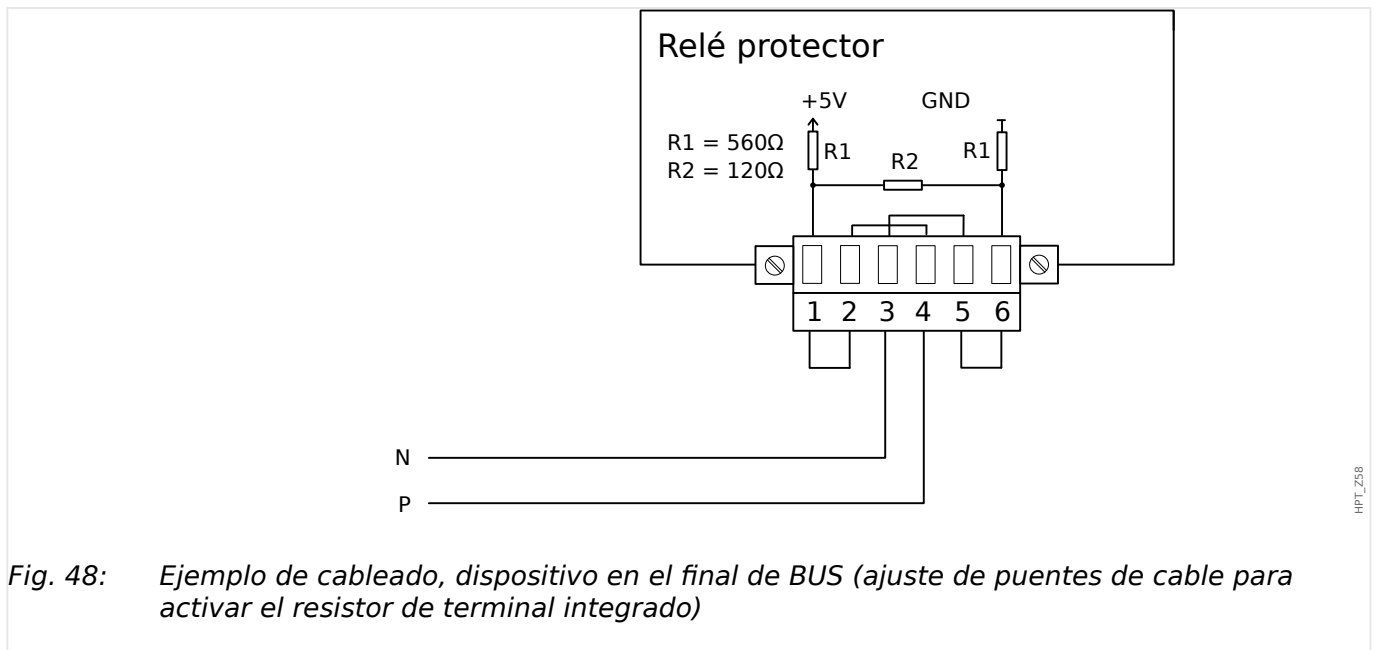 Relé protector
+5V GND
R1 = 560Ω
R2 = 120Ω
R1 R2 R1
1 2 3 4 5 6
N
P
HPT_Z58
Fig. 48: Ejemplo de cableado, dispositivo en el final de BUS (ajuste de puentes de cable para
activar el resistor de terminal integrado)